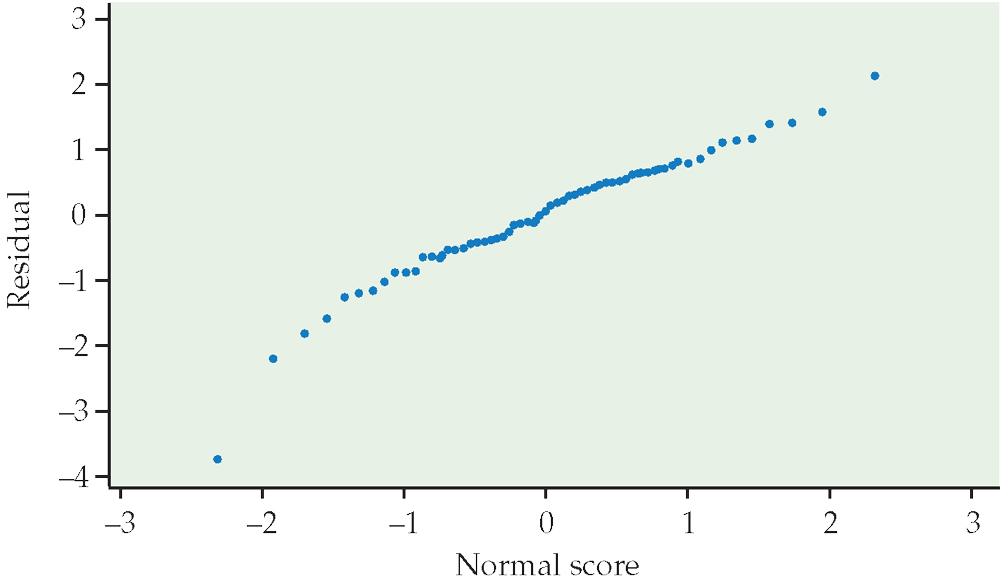 3
2
1
0
–1
–2
–3
–4
Residual
–3 –2 –1 0 1 2 3
Normal score